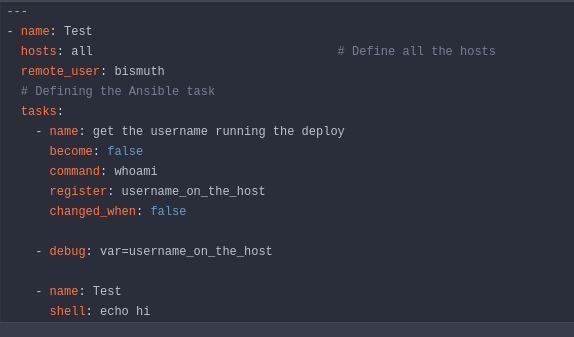 ---
- name: Test
  hosts: all                                  # Define all the hosts
  remote_user: bismuth
  # Defining the Ansible task
  tasks:
    - name: get the username running the deploy
      become: false
      command: whoami
      register: username_on_the_host
      changed_when: false

    - debug: var=username_on_the_host

    - name: Test
      shell: echo hi